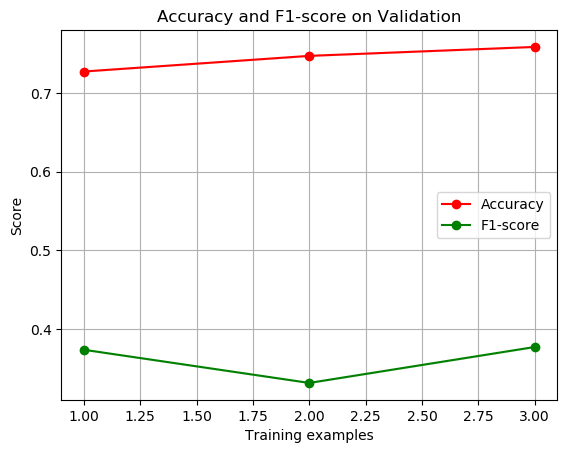 Accuracy and F1-score on Validation
Score
0.7
0.6
0.5
0.4
Accuracy
F1-score
1.00 1.25 1.50 1.75 2.00 2.25 2.50 2.75 3.00
Training examples